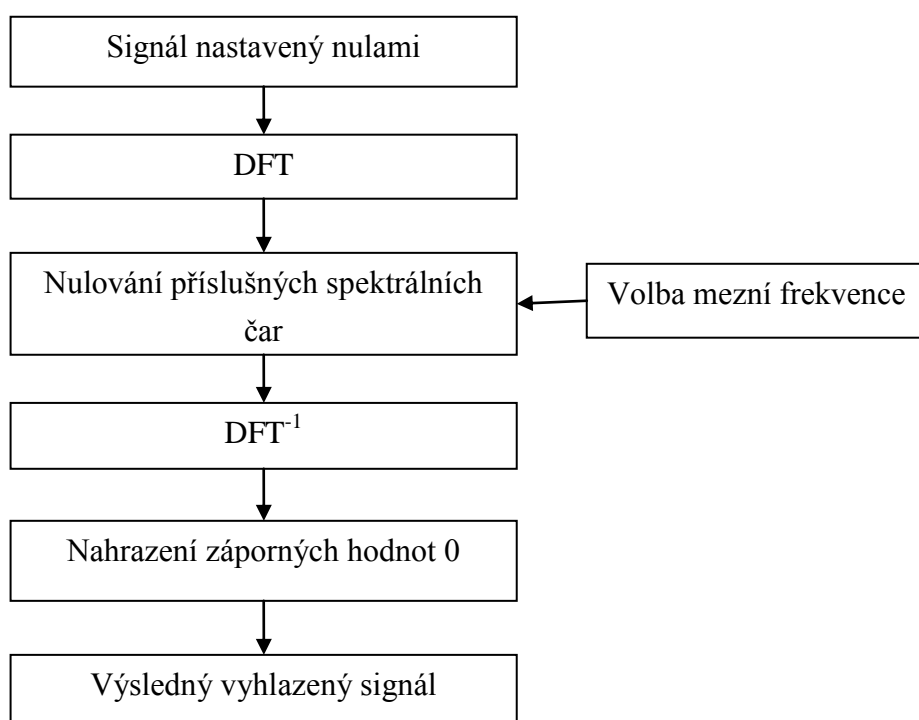 Signál nastavený nulami
DFT
Nulování příslušných spektrálních
čar
Volba mezní frekvence
DFT⁻¹
Nahrazení záporných hodnot 0
Výsledný vyhlazený signál